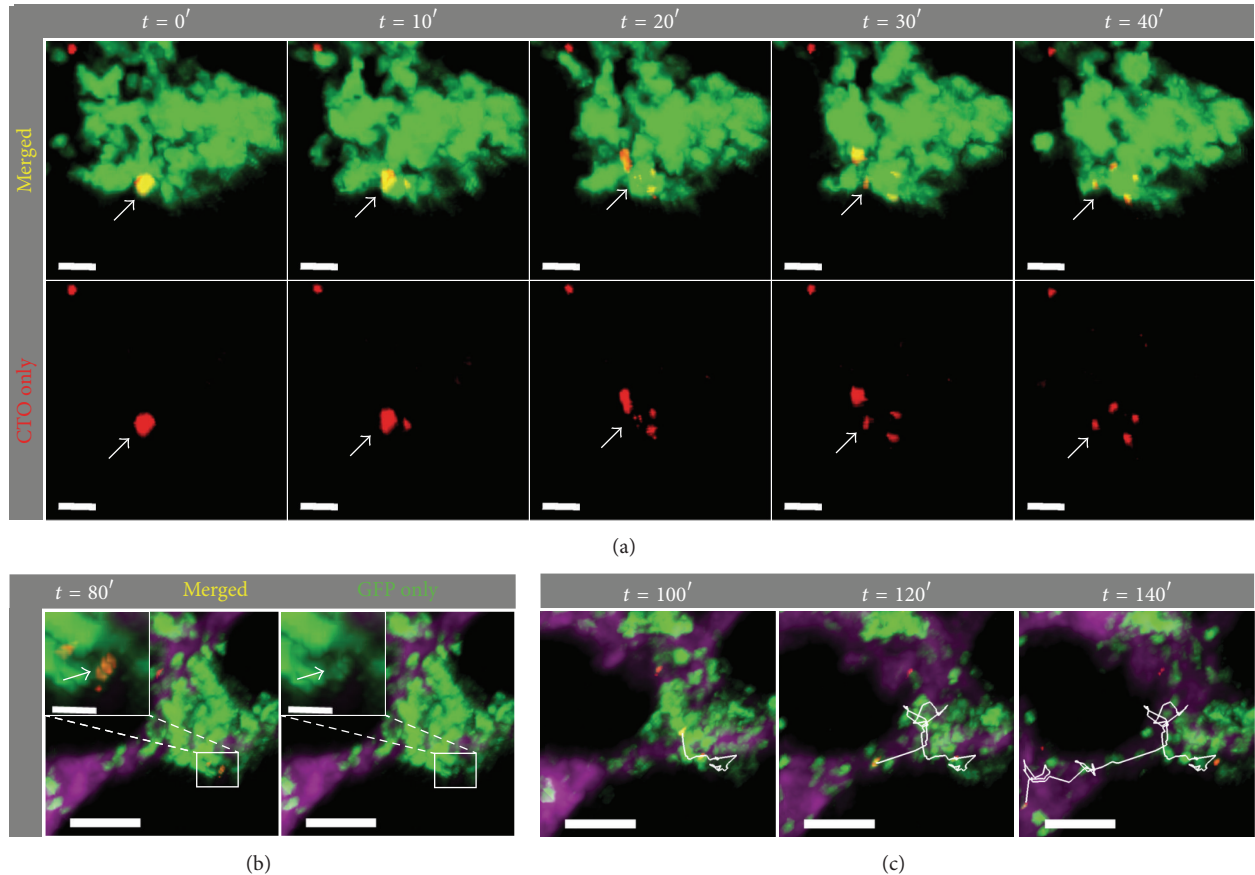 t = 0′ t = 10′ t = 20′ t = 30′ t = 40′
Merged
CTO only
(a)
t = 80′ Merged GFP only
t = 100′ t = 120′ t = 140′
(b) (c)